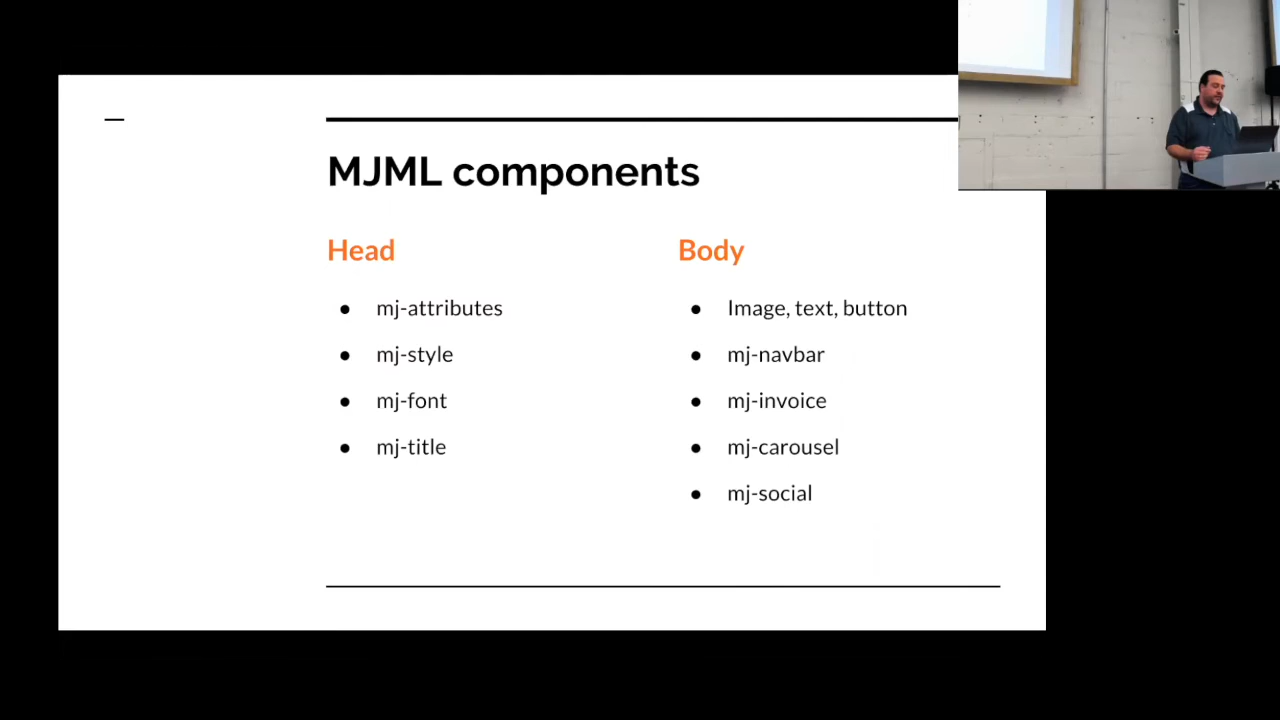 MJML components
Head
● mj-attributes
● mj-style
● mj-font
● mj-title
Body
● Image, text, button
● mj-navbar
● mj-invoice
● mj-carousel
● mj-social